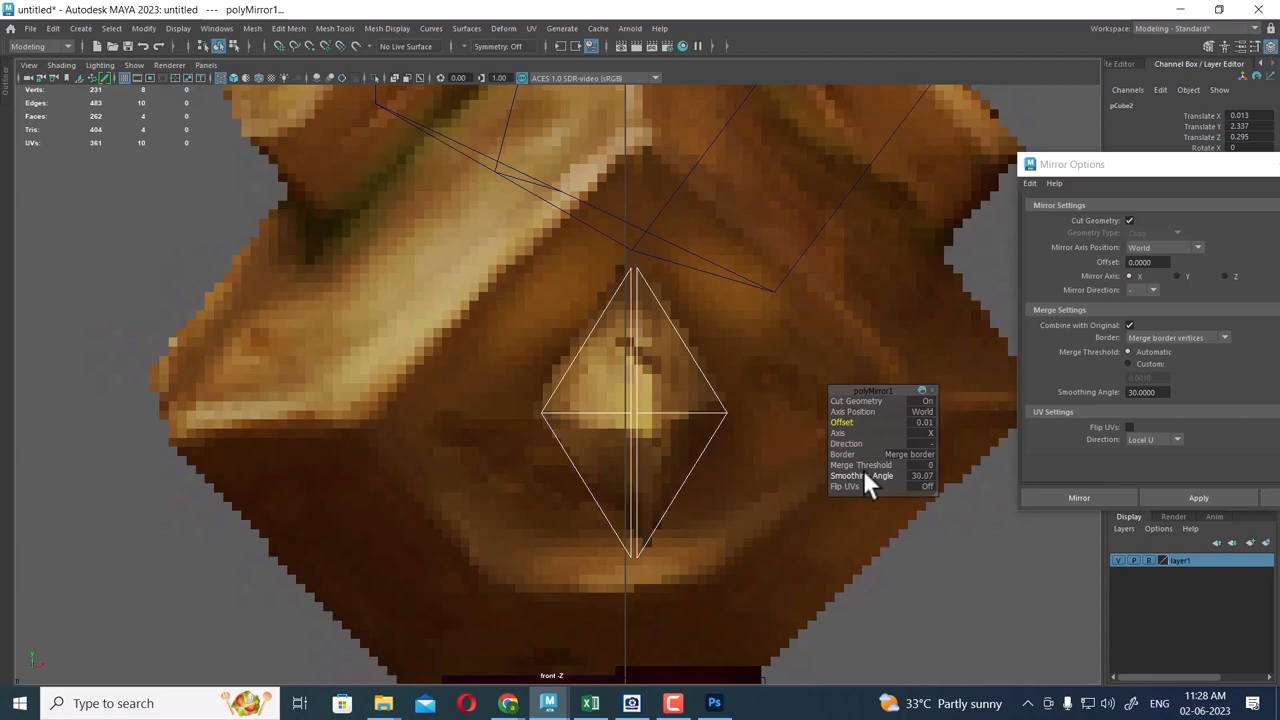 untitled* - Autodesk MAYA 2023: untitled --- polyMirror1...
File Edit Create Select Modify Display Windows Mesh Edit Mesh Mesh Tools Mesh Display Curves Surfaces Deform UV Generate Cache Arnold Help
Workspace: Modeling - Standard*
Modeling No Live Surface Symmetry: Off
View Shading Lighting Show Renderer Panels
te Editor Channel Box / Layer Editor
0.00 1.00 ACES 1.0 SDR-video (sRGB)
Outliner
Verts: 231 8 0
Edges: 483 10 0
Faces: 262 4 0
Tris: 404 4 0
UVs: 361 10 0
Channels Edit Object Show
pCube2
Translate X 0.013
Translate Y 2.337
Translate Z 0.295
Rotate X 0
Mirror Options
Edit Help
Mirror Settings
Cut Geometry:
Geometry Type: Copy
Mirror Axis Position: World
Offset: 0.0000
Mirror Axis: X Y Z
Mirror Direction: -
Merge Settings
Combine with Original:
Border: Merge border vertices
Merge Threshold: Automatic
Custom:
0.0010
Smoothing Angle: 30.0000
UV Settings
Flip UVs:
Direction: Local U
Mirror Apply
polyMirror1
Cut Geometry On
Axis Position World
Offset 0.01
Axis X
Direction -
Border Merge border
Merge Threshold 0
Smoothing Angle 30.07
Flip UVs Off
Display Render Anim
Layers Options Help
V P R layer1
front -Z
Type here to search
33°C Partly sunny
ENG
11:28 AM
02-06-2023